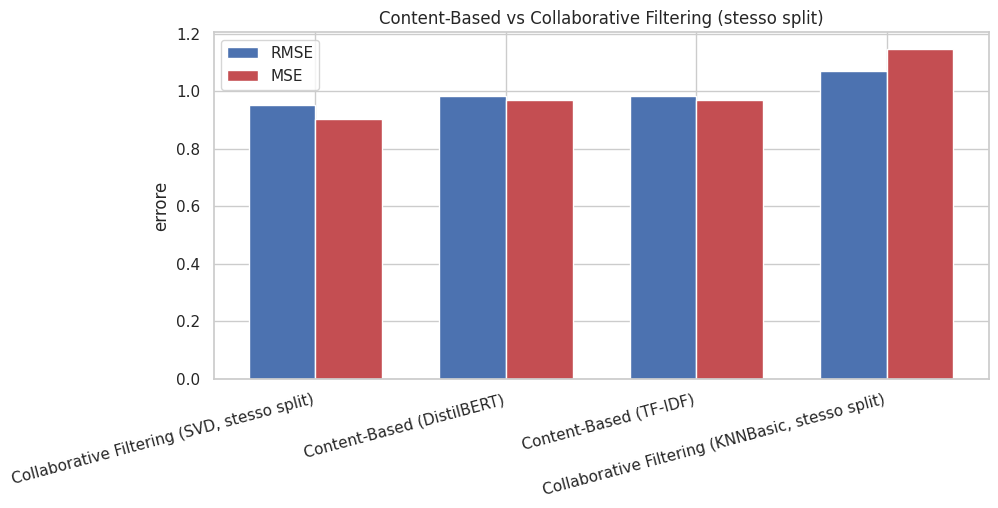 Content-Based vs Collaborative Filtering (stesso split)
RMSE
MSE
errore
1.2
1.0
0.8
0.6
0.4
0.2
0.0
Collaborative Filtering (SVD, stesso split)
Content-Based (DistilBERT)
Content-Based (TF-IDF)
Collaborative Filtering (KNNBasic, stesso split)